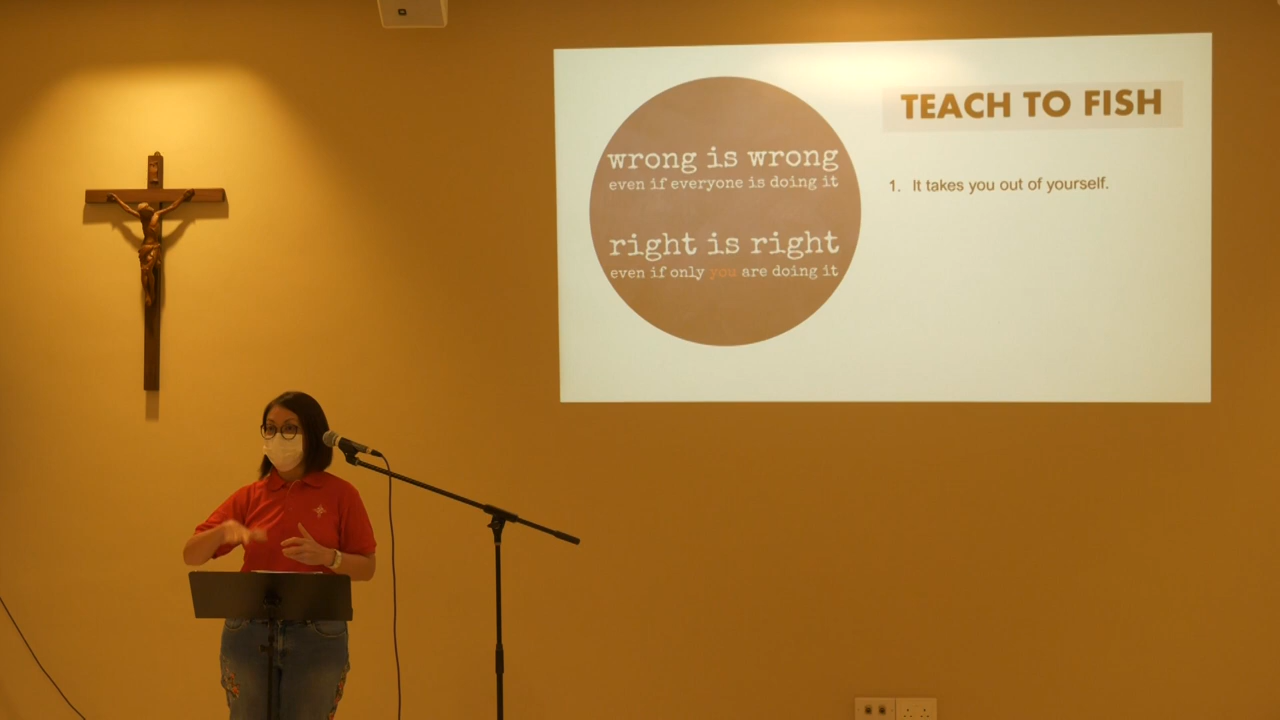 wrong is wrong
even if everyone is doing it
right is right
even if only you are doing it
TEACH TO FISH
1. It takes you out of yourself.